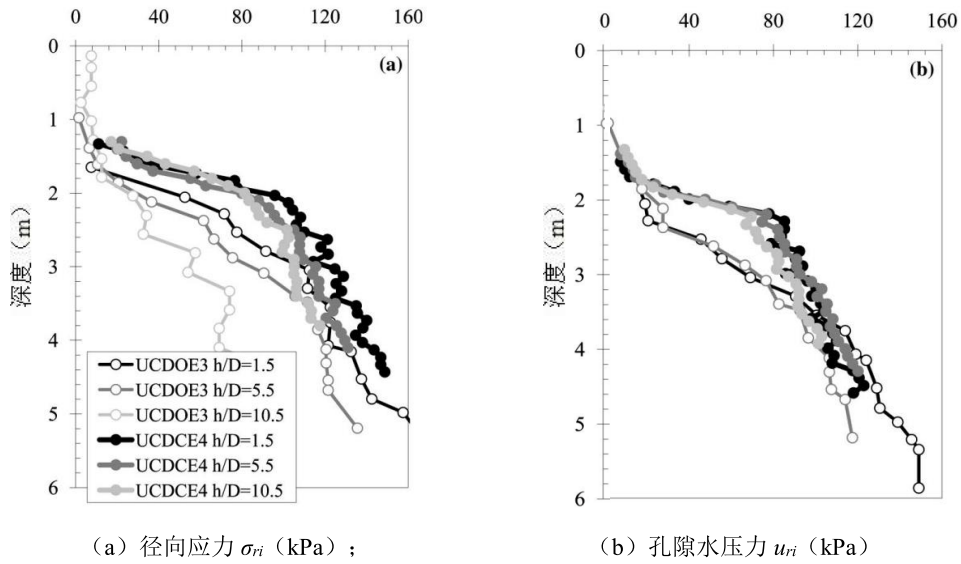 0 40 80 120 160
0 40 80 120 160
(a)
(b)
0
1
2
3
4
5
6
深度（m）
0
1
2
3
4
5
6
深度（m）
UCDOE3 h/D=1.5
UCDOE3 h/D=5.5
UCDOE3 h/D=10.5
UCDCE4 h/D=1.5
UCDCE4 h/D=5.5
UCDCE4 h/D=10.5
（a）径向应力 σri（kPa）；
（b）孔隙水压力 uri（kPa）